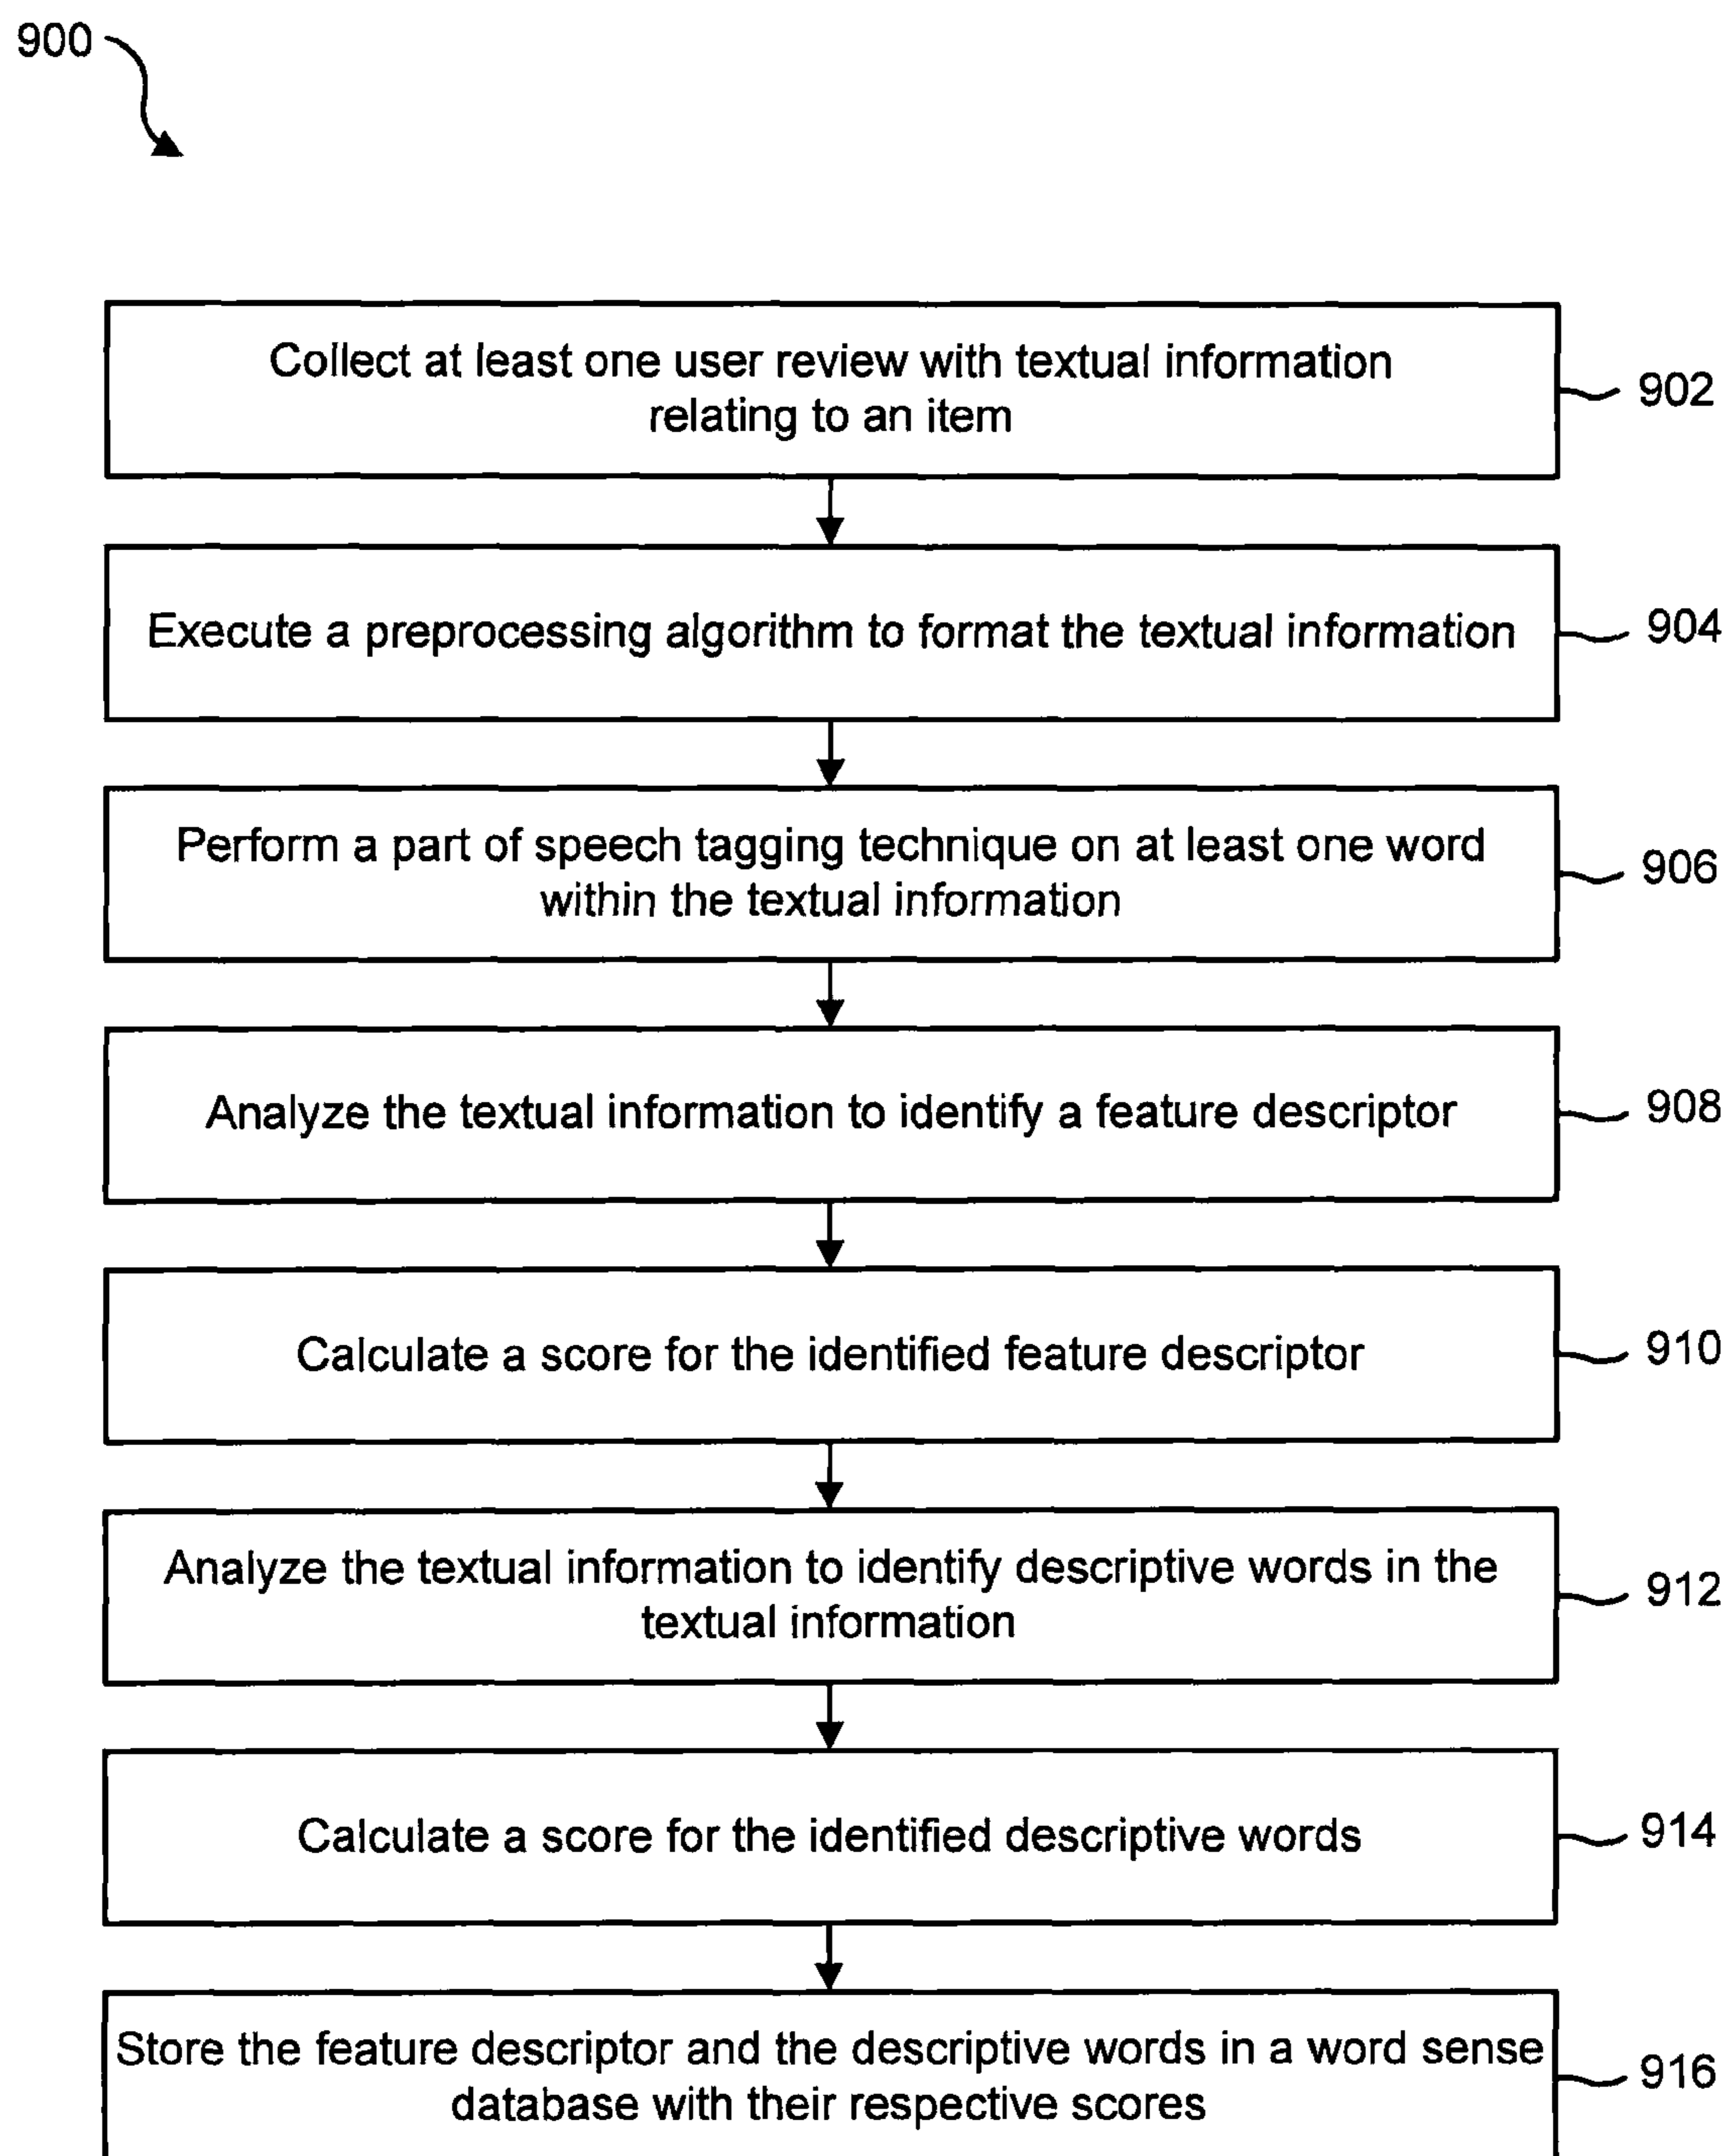 900
Collect at least one user review with textual information
relating to an item
902
Execute a preprocessing algorithm to format the textual information
904
Perform a part of speech tagging technique on at least one word
within the textual information
906
Analyze the textual information to identify a feature descriptor
908
Calculate a score for the identified feature descriptor
910
Analyze the textual information to identify descriptive words in the
textual information
912
Calculate a score for the identified descriptive words
914
Store the feature descriptor and the descriptive words in a word sense
database with their respective scores
916